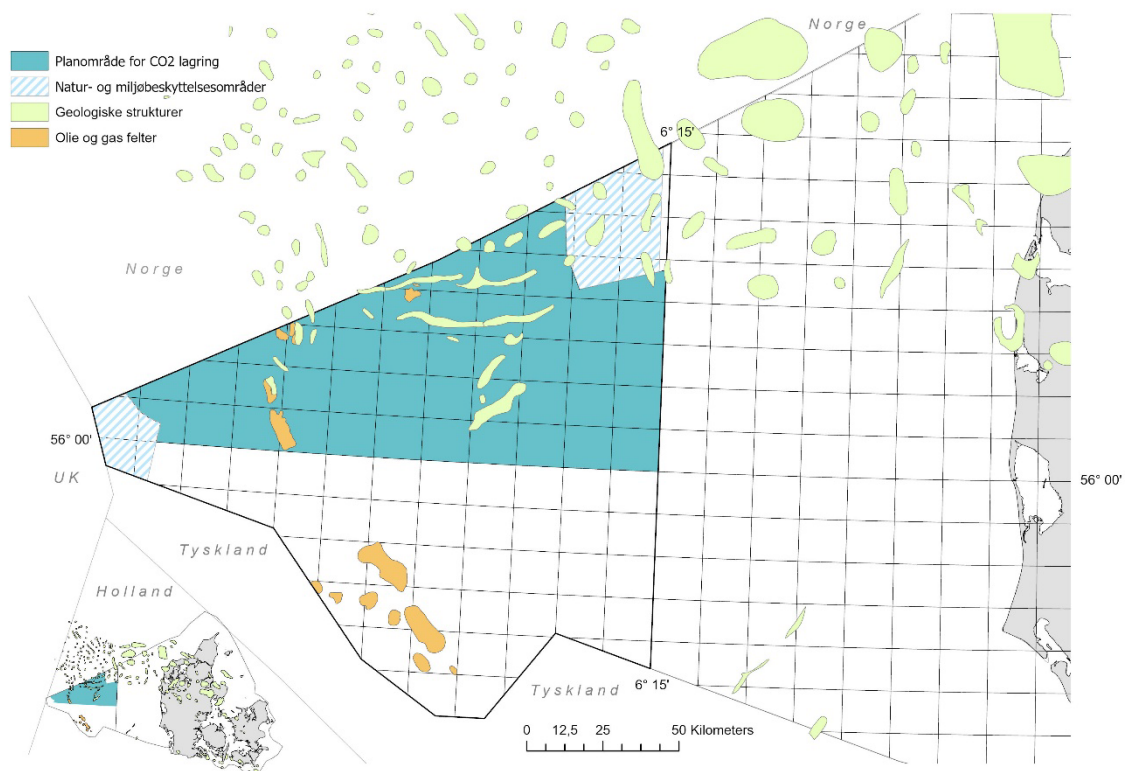 Norge
Planområde for CO2 lagring
Natur- og miljøbeskyttelsesområder
Geologiske strukturer
Olie og gas felter
6° 15'
Norge
56° 00'
UK
56° 00'
Tyskland
Holland
Tyskland
6° 15'
0 12,5 25 50 Kilometers